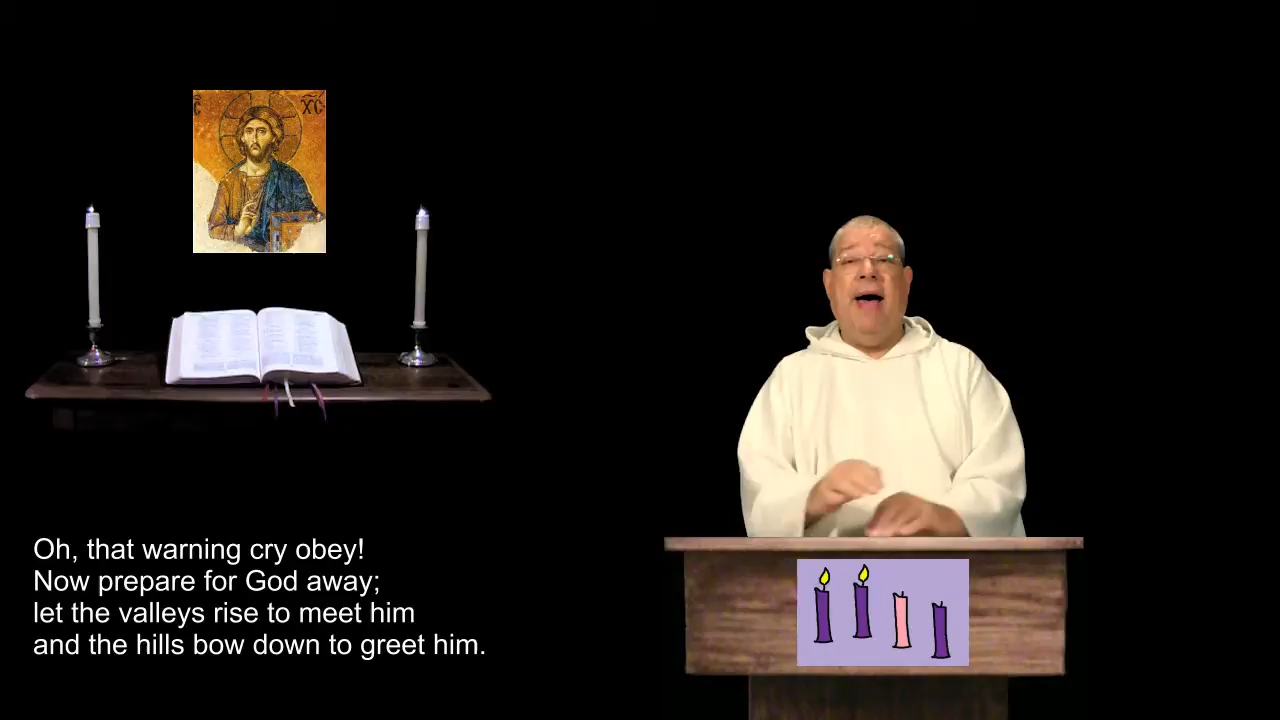 XC
Oh, that warning cry obey!
Now prepare for God away;
let the valleys rise to meet him
and the hills bow down to greet him.